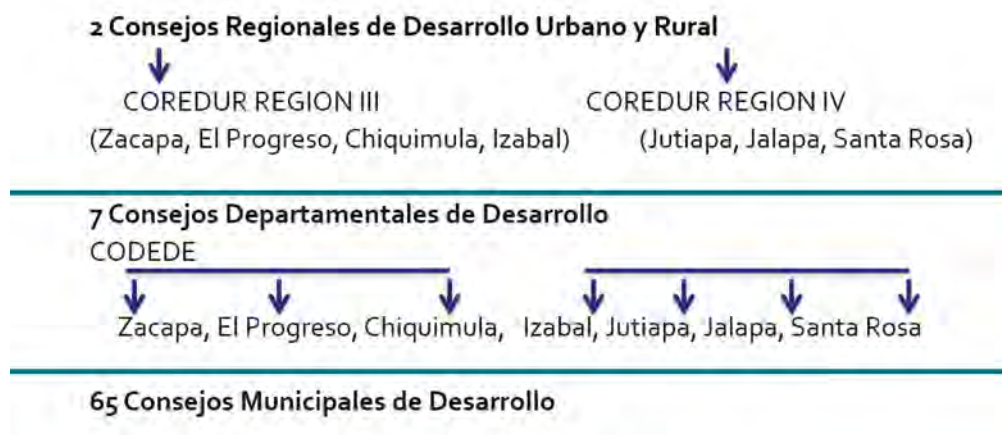 2 Consejos Regionales de Desarrollo Urbano y Rural
COREDUR REGION III
COREDUR REGION IV
(Zacapa, El Progreso, Chiquimula, Izabal)
(Jutiapa, Jalapa, Santa Rosa)
7 Consejos Departamentales de Desarrollo
CODEDE
Zacapa, El Progreso, Chiquimula, Izabal, Jutiapa, Jalapa, Santa Rosa
65 Consejos Municipales de Desarrollo